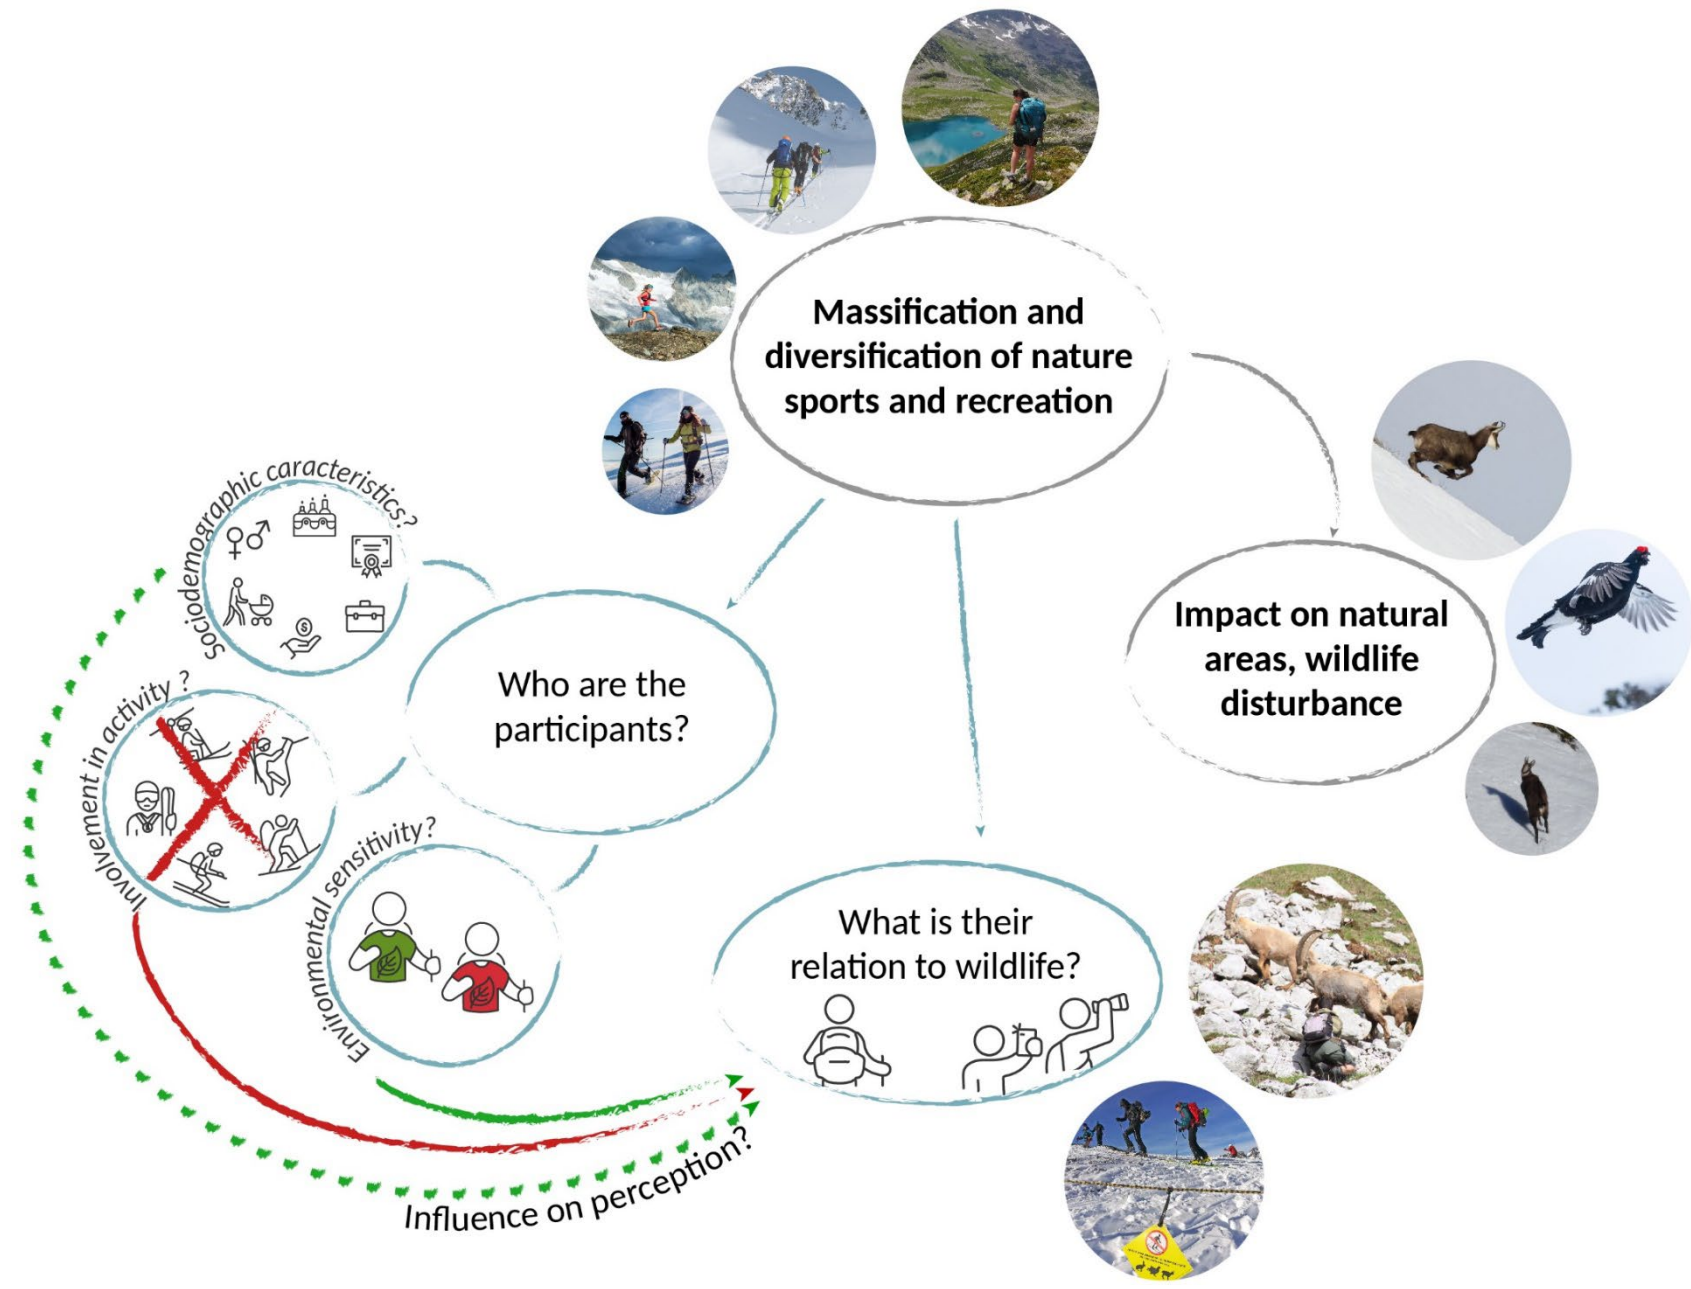 Massification and
diversification of nature
sports and recreation
Impact on natural
areas, wildlife
disturbance
Sociodemographic caracteristics?
Who are the
participants?
Involvement in activity ?
Environmental sensitivity?
What is their
relation to wildlife?
Influence on perception?